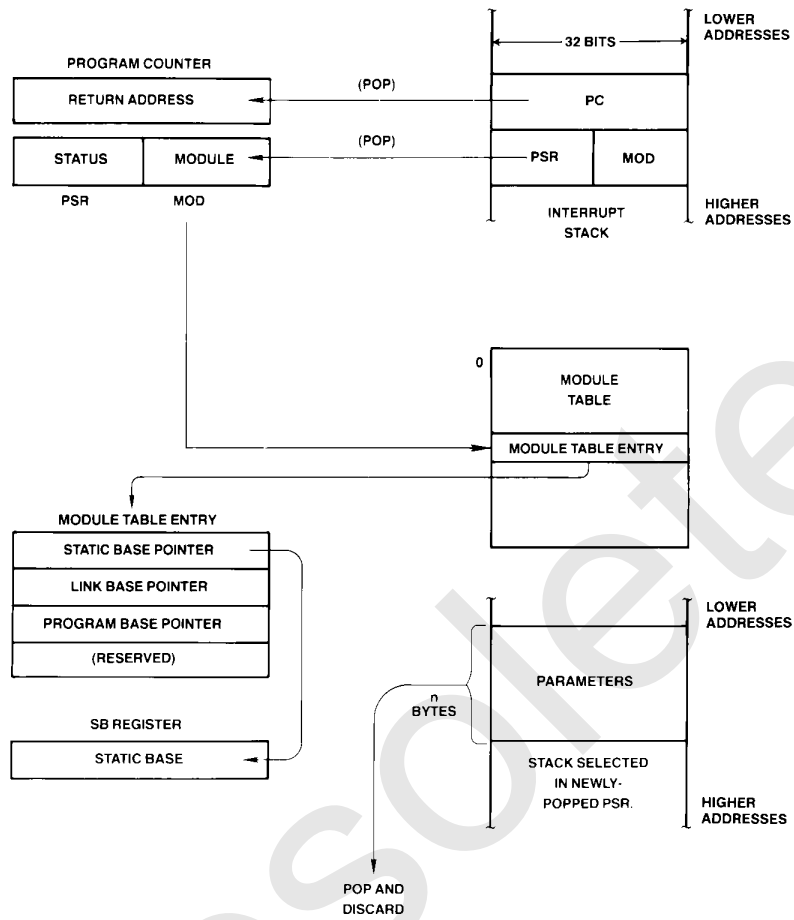 LOWER
ADDRESSES
32 BITS
PROGRAM COUNTER
RETURN ADDRESS
(POP)
PC
STATUS
MODULE
(POP)
PSR
MOD
PSR
MOD
INTERRUPT
STACK
HIGHER
ADDRESSES
0
MODULE
TABLE
MODULE TABLE ENTRY
MODULE TABLE ENTRY
STATIC BASE POINTER
LINK BASE POINTER
PROGRAM BASE POINTER
(RESERVED)
LOWER
ADDRESSES
PARAMETERS
n
BYTES
SB REGISTER
STATIC BASE
STACK SELECTED
IN NEWLY-
POPPED PSR.
HIGHER
ADDRESSES
POP AND
DISCARD